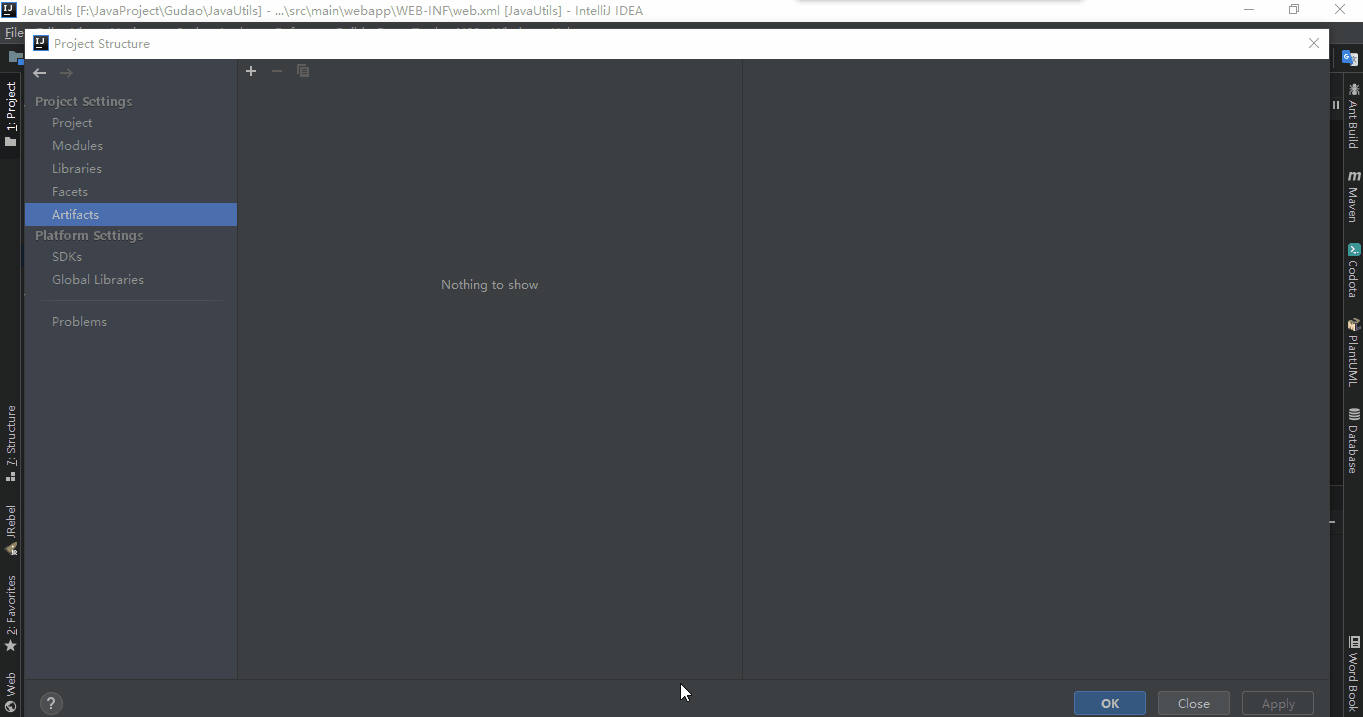 JavaUtils [F:\JavaProject\Gudao\JavaUtils] - ...\src\main\webapp\WEB-INF\web.xml [JavaUtils] - IntelliJ IDEA
File
Project Structure
Project Settings
Project
Modules
Libraries
Facets
Artifacts
Platform Settings
SDKs
Global Libraries
Problems
Nothing to show
OK
Close
Apply
?
1: Project
7: Structure
JRebel
2: Favorites
Web
Ant Build
Maven
Codota
PlantUML
Database
Word Book